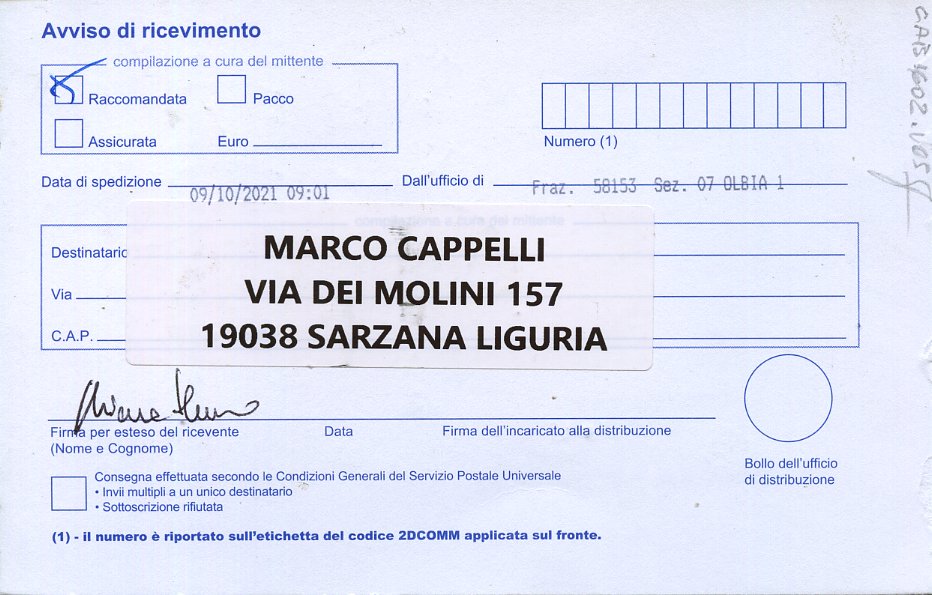 Avviso di ricevimento
compilazione a cura del mittente
Raccomandata Pacco
Assicurata Euro
Numero (1)
Data di spedizione 09/10/2021 09:01 Dall'ufficio di Fraz. 58153 Sez. 07 OLBIA 1
compilazione a cura del mittente
Destinatario MARCO CAPPELLI
Via VIA DEI MOLINI 157
C.A.P. 19038 SARZANA LIGURIA
Firma per esteso del ricevente Data Firma dell'incaricato alla distribuzione
(Nome e Cognome)
Bollo dell'ufficio
di distribuzione
Consegna effettuata secondo le Condizioni Generali del Servizio Postale Universale
• Invii multipli a un unico destinatario
• Sottoscrizione rifiutata
(1) - il numero è riportato sull'etichetta del codice 2DCOMM applicata sul fronte.